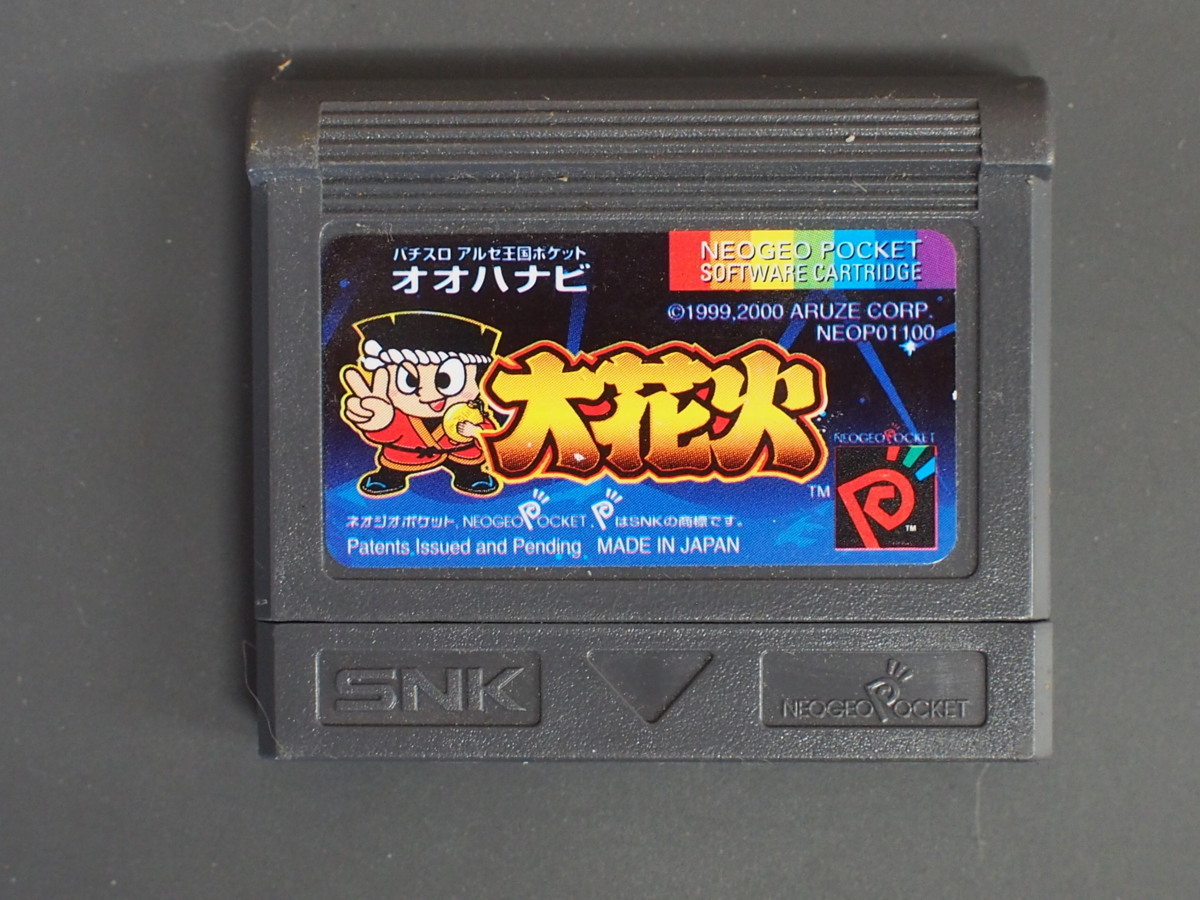 パチスロ アルゼ王国ポケット
オオハナビ
NEOGEO POCKET
SOFTWARE CARTRIDGE
©1999,2000 ARUZE CORP.
NEOP01100
大花火
TM
NEOGEO POCKET
TM
ネオジオポケット, NEOGEO POCKET, PはSNKの商標です。
Patents Issued and Pending MADE IN JAPAN
SNK
NEOGEO POCKET